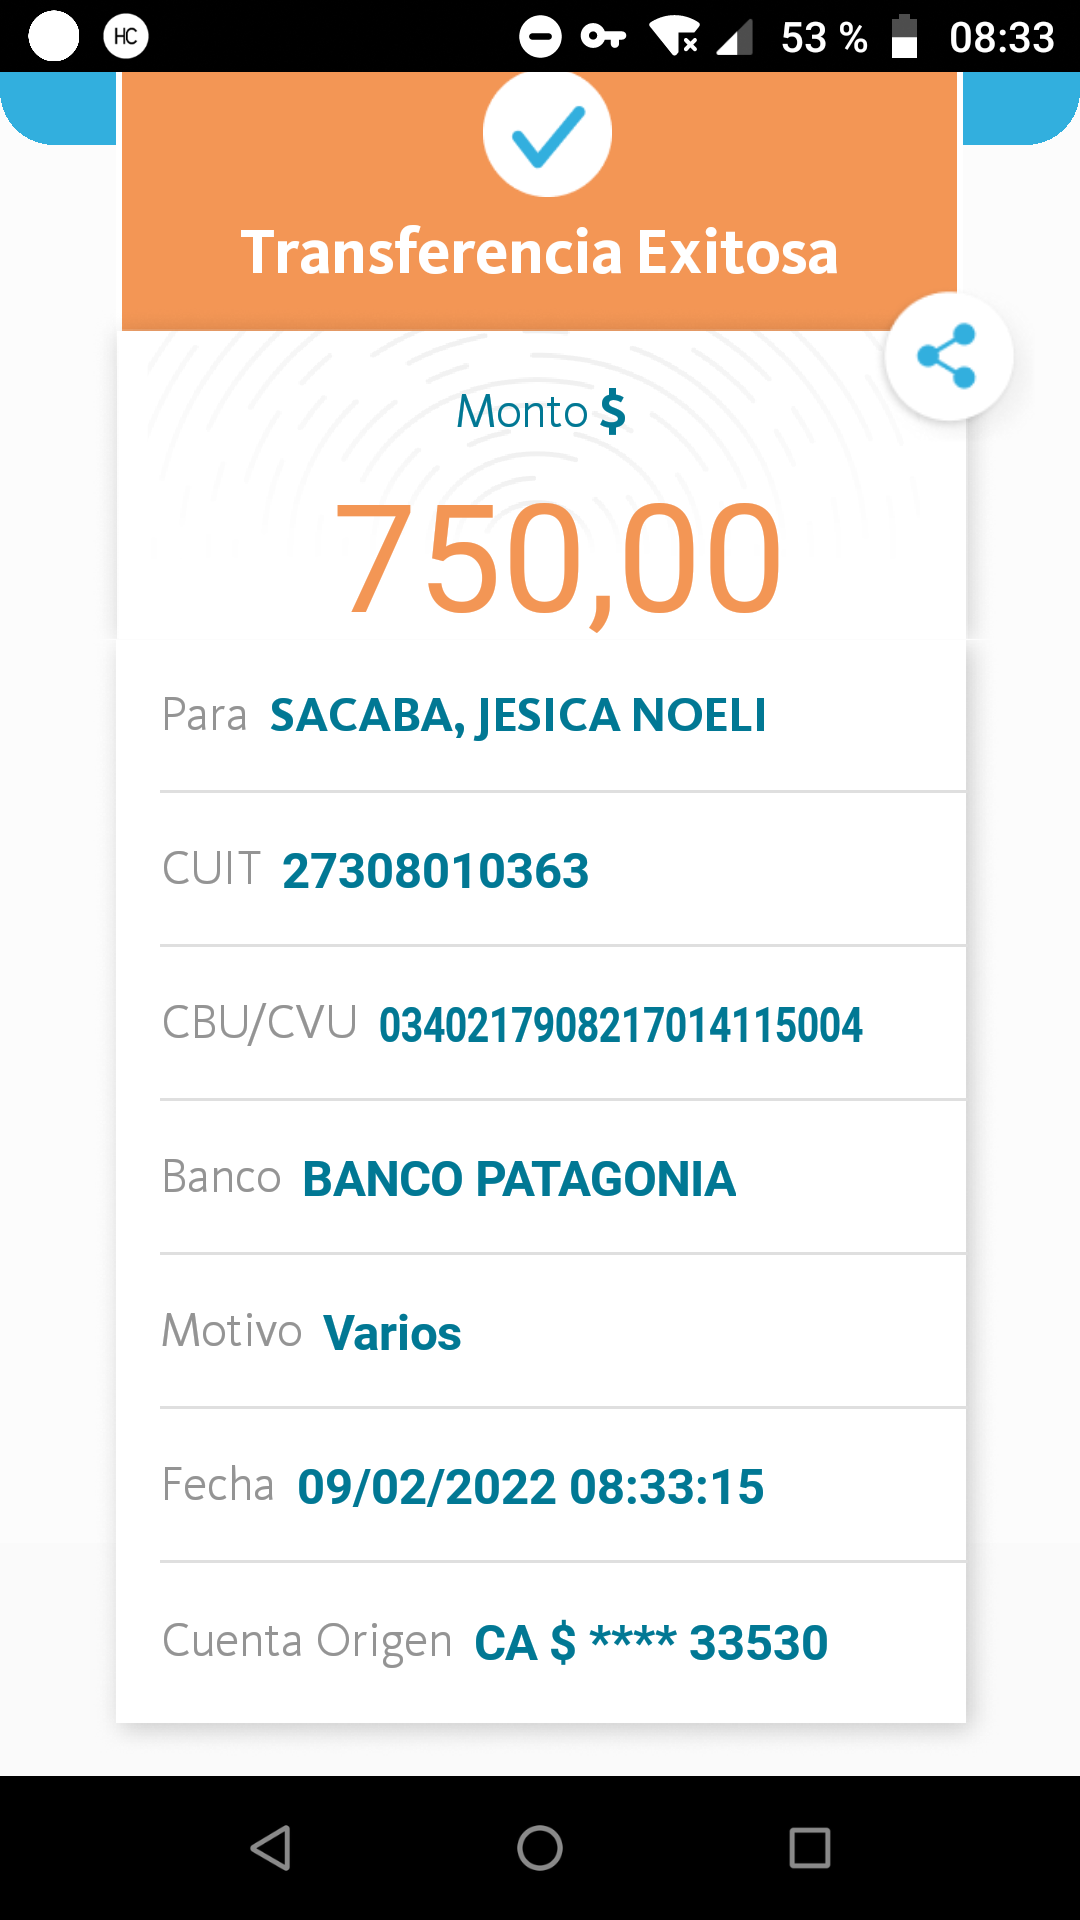 HC 53 % 08:33
Transferencia Exitosa
Monto $
750,00
Para SACABA, JESICA NOELI
CUIT 27308010363
CBU/CVU 0340217908217014115004
Banco BANCO PATAGONIA
Motivo Varios
Fecha 09/02/2022 08:33:15
Cuenta Origen CA $ **** 33530